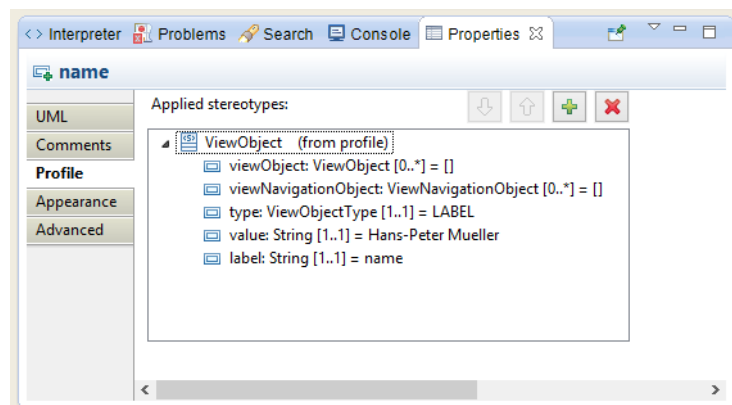 <> Interpreter Problems Search Console Properties
name
UML
Comments
Profile
Appearance
Advanced
Applied stereotypes:
ViewObject (from profile)
viewObject: ViewObject [0..*] = []
viewNavigationObject: ViewNavigationObject [0..*] = []
type: ViewObjectType [1..1] = LABEL
value: String [1..1] = Hans-Peter Mueller
label: String [1..1] = name